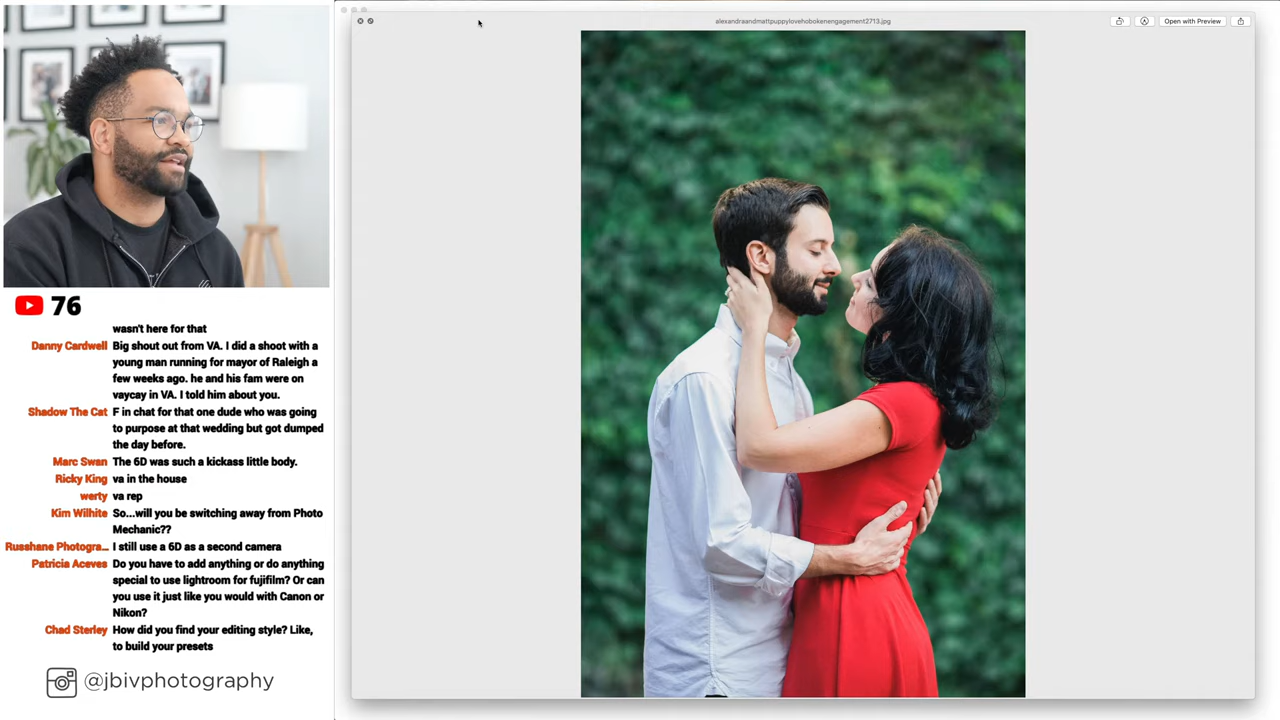 alexandraandmattpuppylovehobokenengagement2713.jpg
Open with Preview
76
wasn't here for that
Danny Cardwell Big shout out from VA. I did a shoot with a
young man running for mayor of Raleigh a
few weeks ago. he and his fam were on
vaycay in VA. I told him about you.
Shadow The Cat F in chat for that one dude who was going
to purpose at that wedding but got dumped
the day before.
Marc Swan The 6D was such a kickass little body.
Ricky King va in the house
werty va rep
Kim Wilhite So...will you be switching away from Photo
Mechanic??
Russhane Photogra... I still use a 6D as a second camera
Patricia Aceves Do you have to add anything or do anything
special to use lightroom for fujifilm? Or can
you use it just like you would with Canon or
Nikon?
Chad Sterley How did you find your editing style? Like,
to build your presets
@jbivphotography